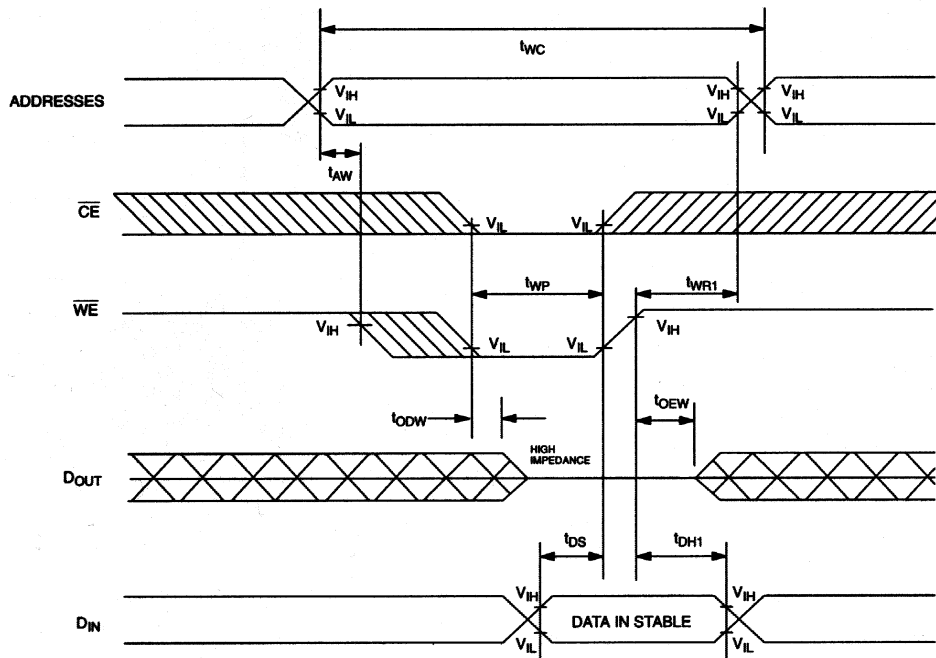 tWC
ADDRESSES
VIH
VIL
VIH
VIL
VIH
VIL
tAW
CE
VIL
VIL
tWP
tWR1
WE
VIH
VIL
VIL
VIH
tODW
tOEW
HIGH
IMPEDANCE
DOUT
tDS
tDH1
DIN
VIH
VIL
DATA IN STABLE
VIH
VIL